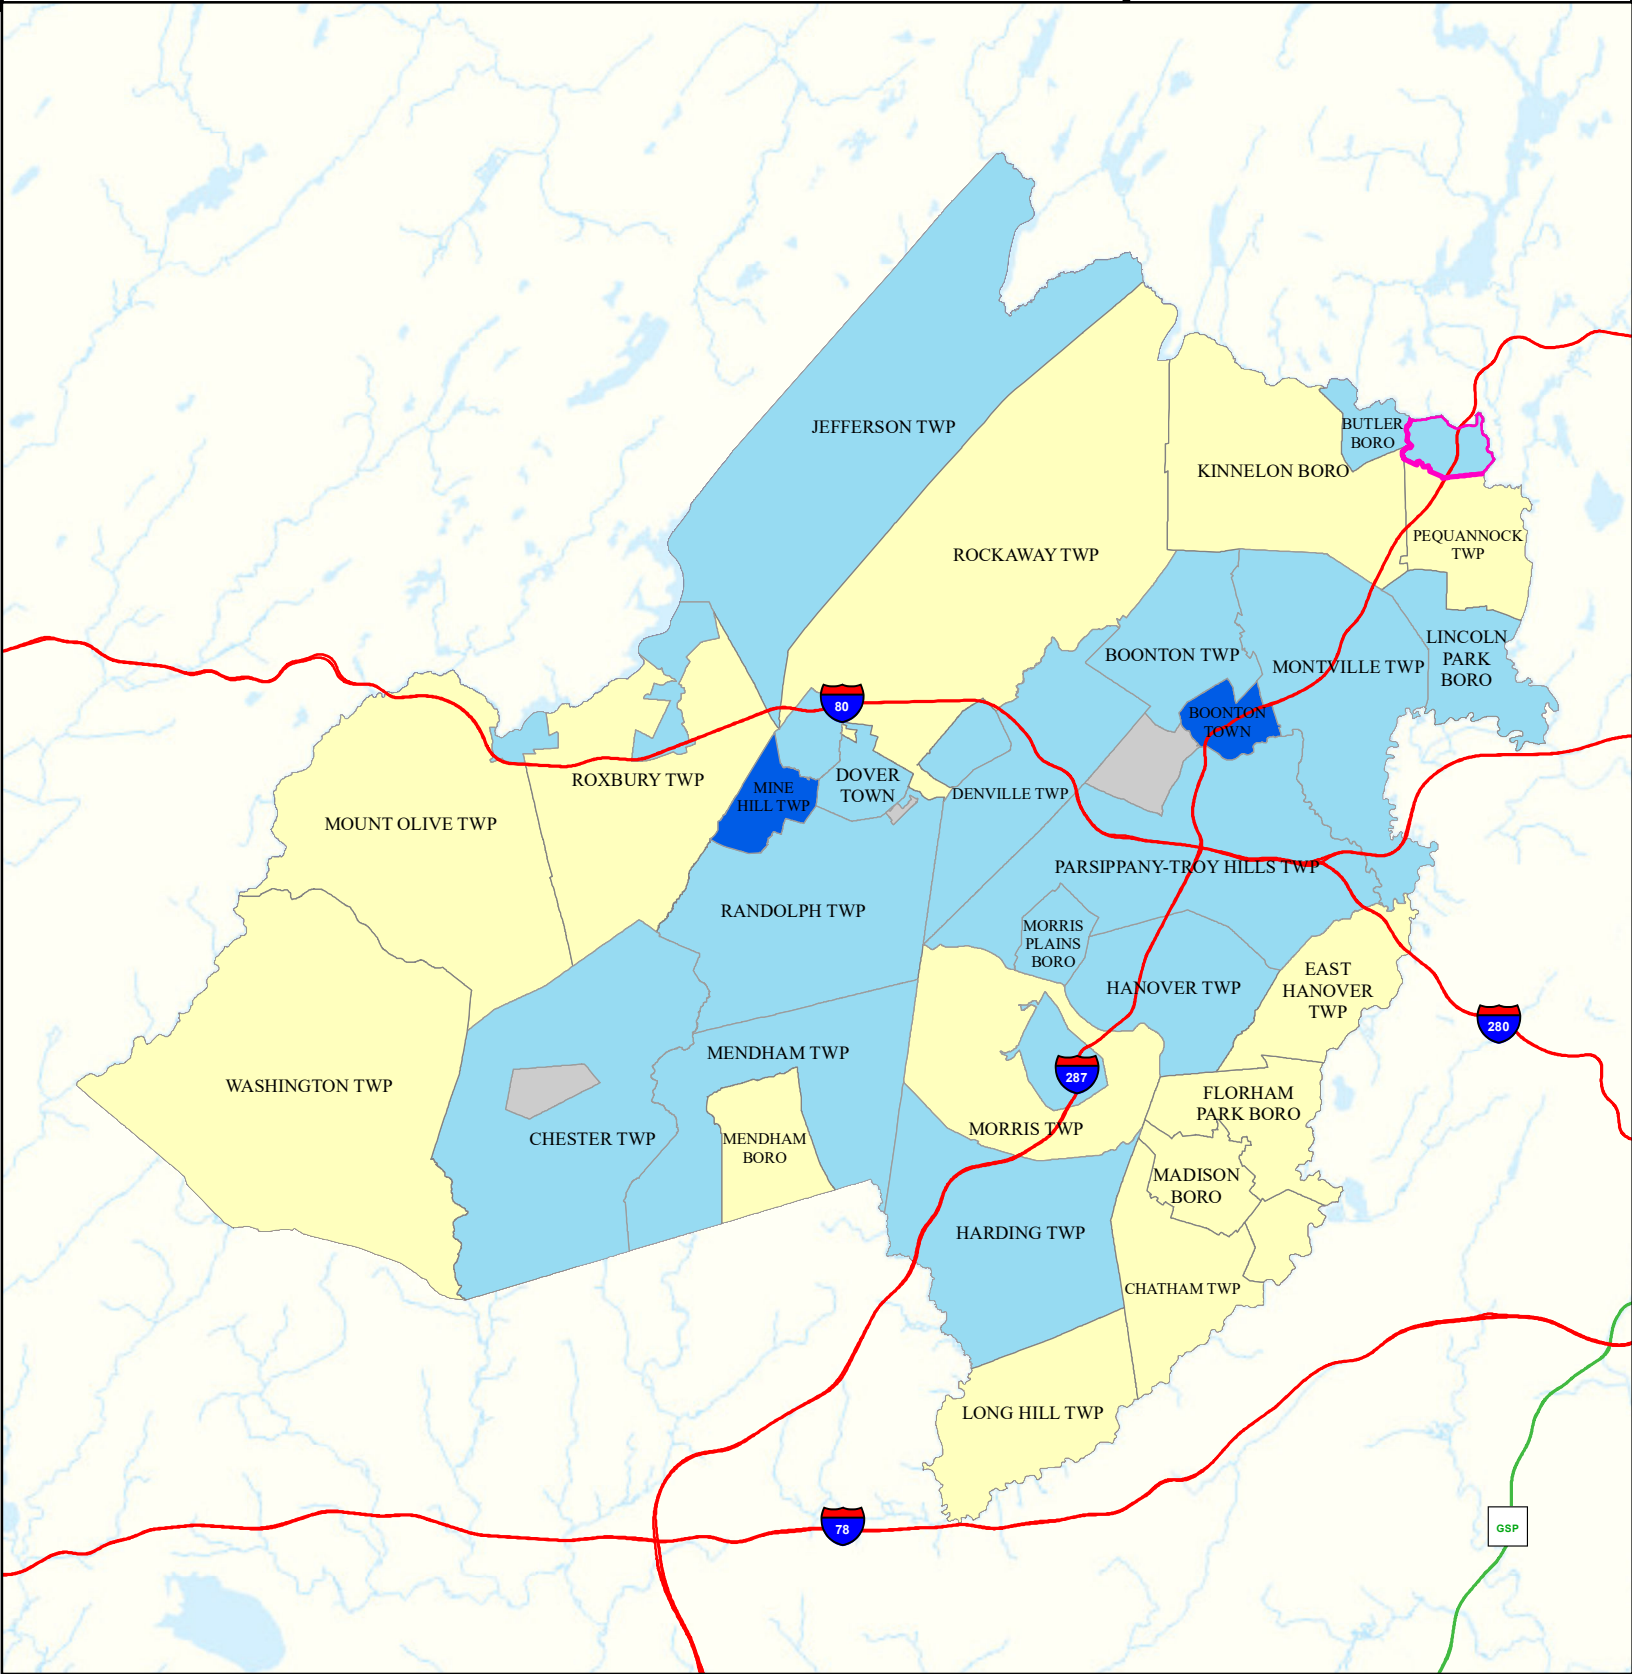 JEFFERSON TWP
BUTLER
BORO
KINNELON BORO
PEQUANNOCK
TWP
ROCKAWAY TWP
LINCOLN
PARK
BORO
BOONTON TWP
MONTVILLE TWP
80
BOONTON
TOWN
ROXBURY TWP
DOVER
TOWN
MINE
HILL TWP
DENVILLE TWP
MOUNT OLIVE TWP
PARSIPPANY-TROY HILLS TWP
RANDOLPH TWP
MORRIS
PLAINS
BORO
EAST
HANOVER
TWP
HANOVER TWP
280
MENDHAM TWP
287
WASHINGTON TWP
FLORHAM
PARK BORO
MORRIS TWP
CHESTER TWP
MENDHAM
BORO
MADISON
BORO
HARDING TWP
CHATHAM TWP
LONG HILL TWP
78
GSP